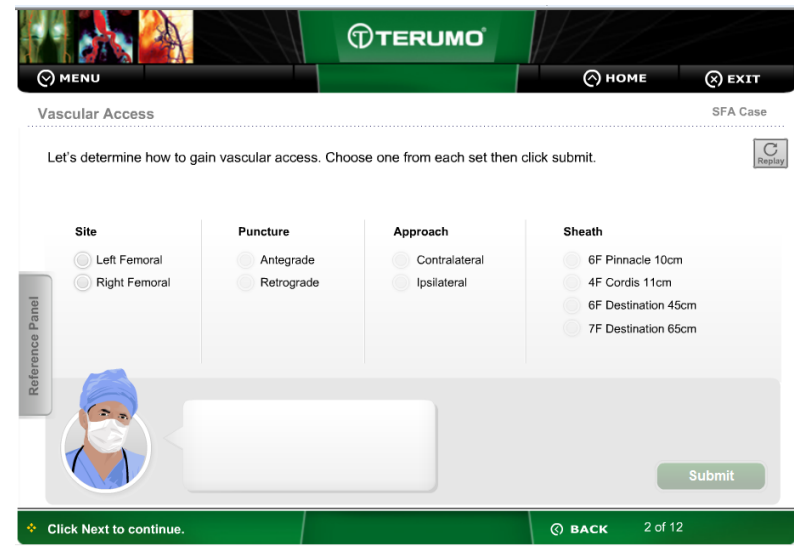 TERUMO®
MENU
HOME
EXIT
Vascular Access
SFA Case
Let's determine how to gain vascular access. Choose one from each set then click submit.
Replay
Site
Left Femoral
Right Femoral
Puncture
Antegrade
Retrograde
Approach
Contralateral
Ipsilateral
Sheath
6F Pinnacle 10cm
4F Cordis 11cm
6F Destination 45cm
7F Destination 65cm
Reference Panel
Submit
Click Next to continue.
BACK
2 of 12